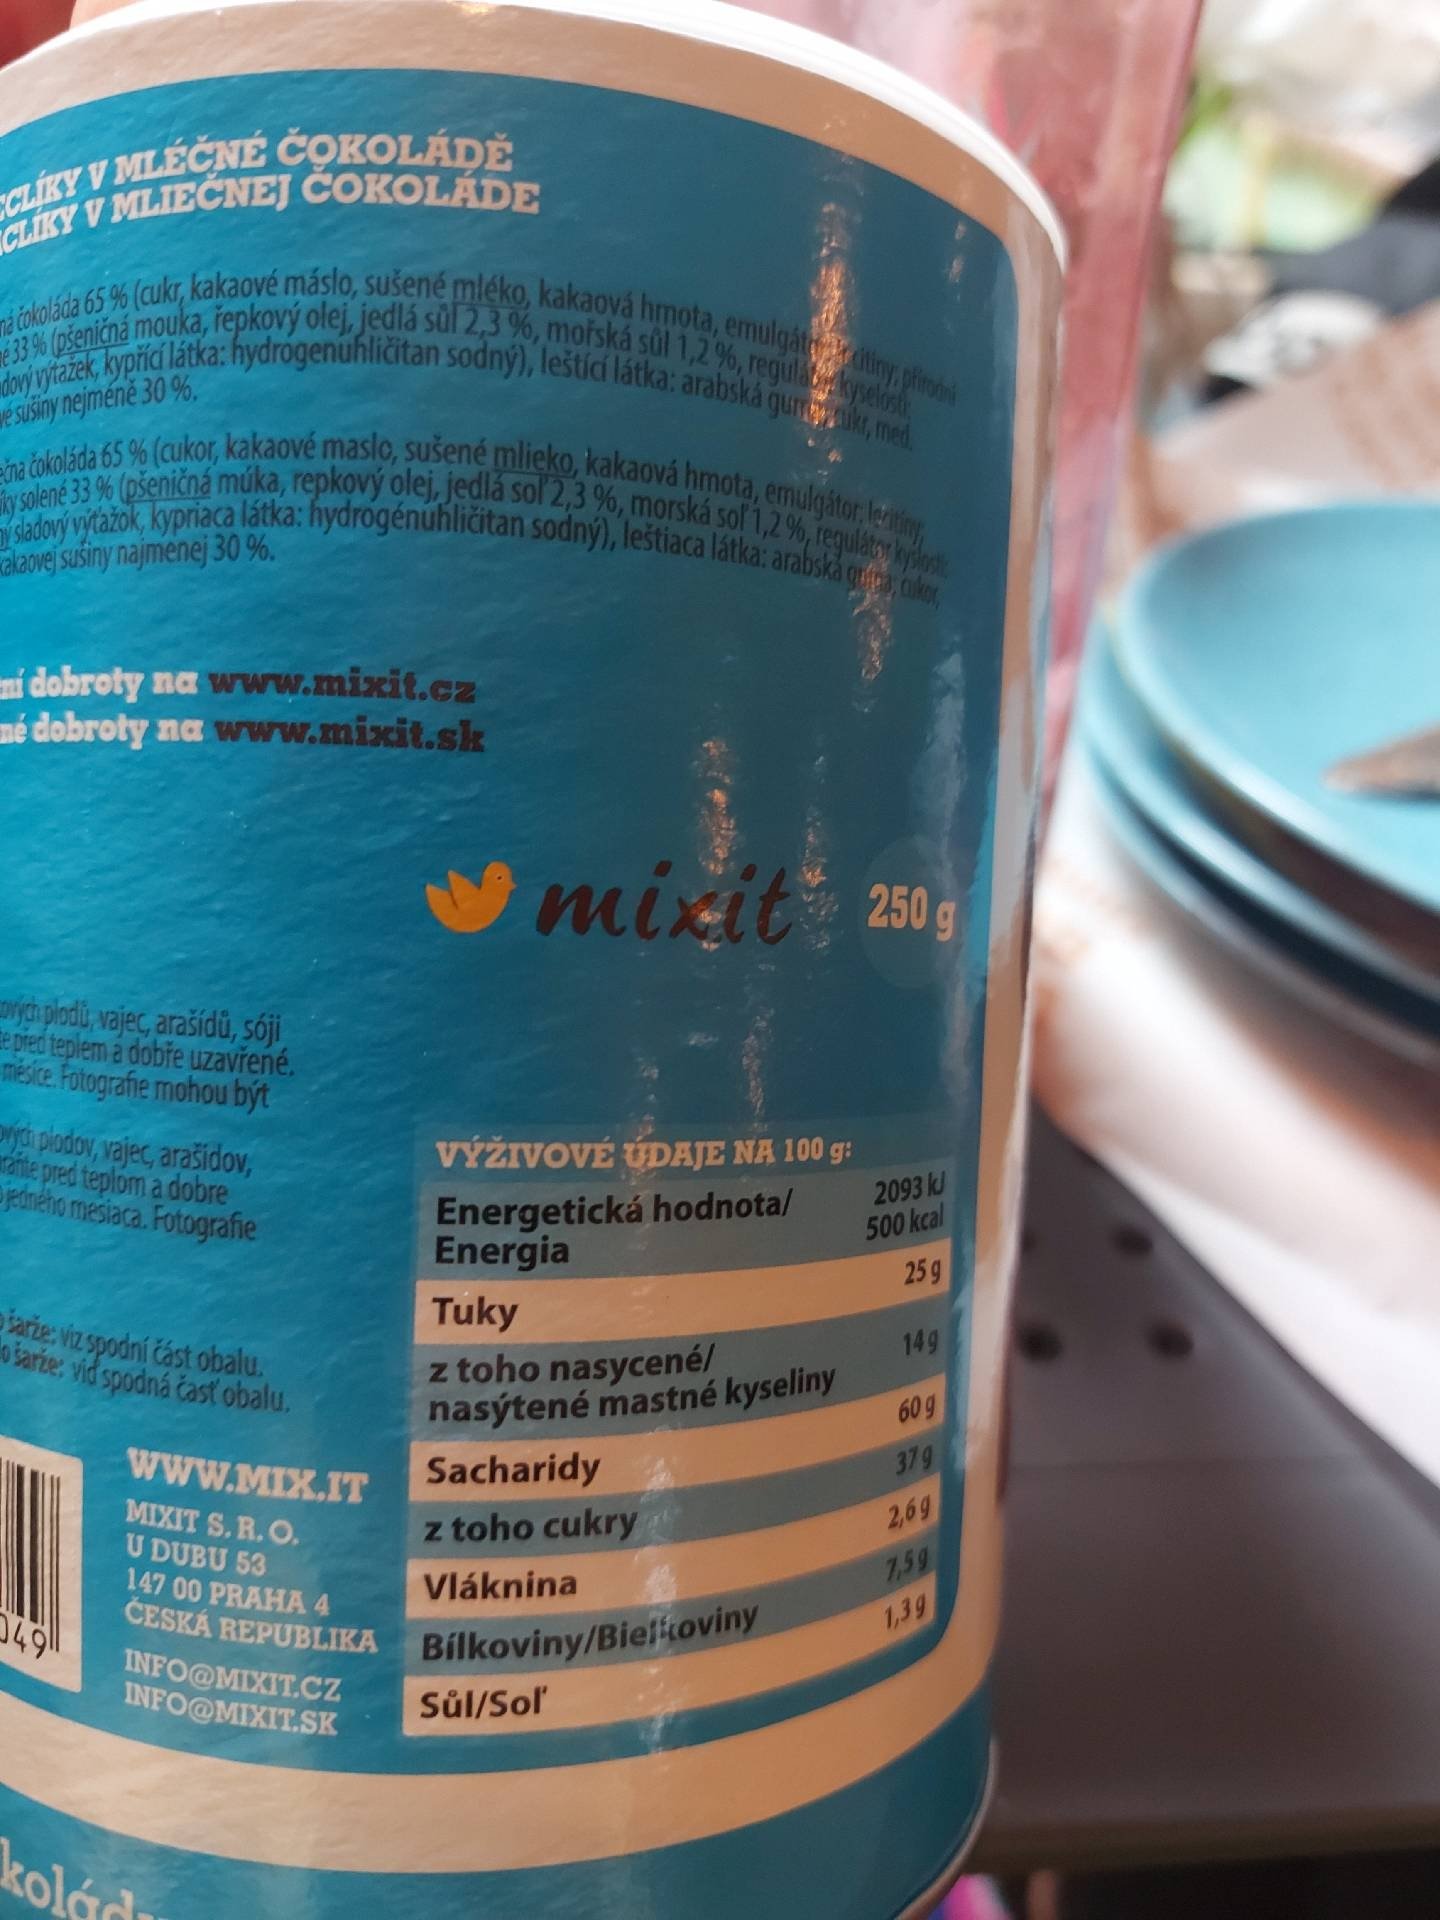 V MLÉČNÉ ČOKOLÁDĚ
V MLIEČNEJ ČOKOLÁDE
čokoláda 65 % (cukr, kakaové máslo, sušené mléko, kakaová hmota, přírodní
33 % (pšeničná mouka, řepkový olej, jedlá sůl 2,3 %, mořská sůl 1,2 %, kyselosti:
výtažek, kypřící látka: hydrogenuhličitan sodný), lešticí látka: arabská cukr, med.
sušiny nejméně 30 %.
čokoláda 65 % (cukor, kakaové maslo, sušené mlieko, kakaová hmota, emulgátor: lecitíny,
solené 33 % (pšeničná múka, repkový olej, jedlá soľ 2,3 %, morská soľ 1,2 %, regulátor kyslosti:
sladový výťažok, kypriaca látka: hydrogénuhličitan sodný), leštiaca látka: arabská guma, cukor,
kakaovej sušiny najmenej 30 %.
dobroty na www.mixit.cz
dobroty na www.mixit.sk
mixit 250 g
plodů, vajec, arašídů, sóji
před teplem a dobře uzavřené.
měsíce. Fotografie mohou být
plodov, vajec, arašidov,
pred teplom a dobre
jedného mesiaca. Fotografie
šarže: viz spodní část obalu.
šarže: viď spodná časť obalu.
049
WWW.MIX.IT
MIXIT S. R. O.
U DUBU 53
147 00 PRAHA 4
ČESKÁ REPUBLIKA
INFO@MIXIT.CZ
INFO@MIXIT.SK
VÝŽIVOVÉ ÚDAJE NA 100 g:
Energetická hodnota/ 2093 kJ
Energia 500 kcal
Tuky 25 g
z toho nasycené/
nasýtené mastné kyseliny 14 g
Sacharidy 60 g
z toho cukry 37 g
Vláknina 2,6 g
Bílkoviny/Bielkoviny 7,5 g
Sůl/Soľ 1,3 g